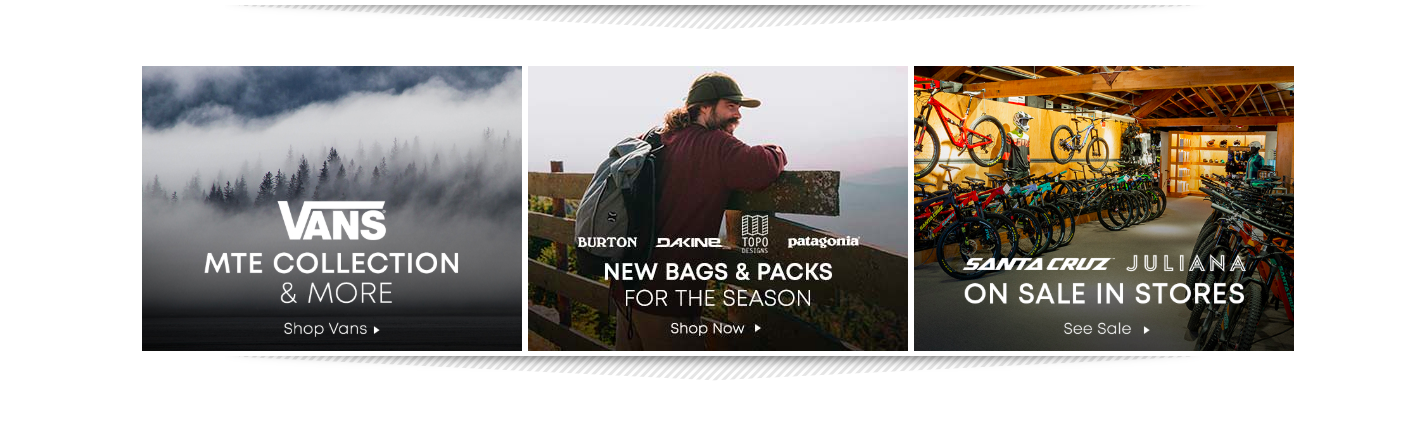 VANS
MTE COLLECTION
& MORE
Shop Vans
BURTON DAKINE TOPO DESIGNS patagonia®
NEW BAGS & PACKS
FOR THE SEASON
Shop Now
SANTA CRUZ JULIANA
ON SALE IN STORES
See Sale